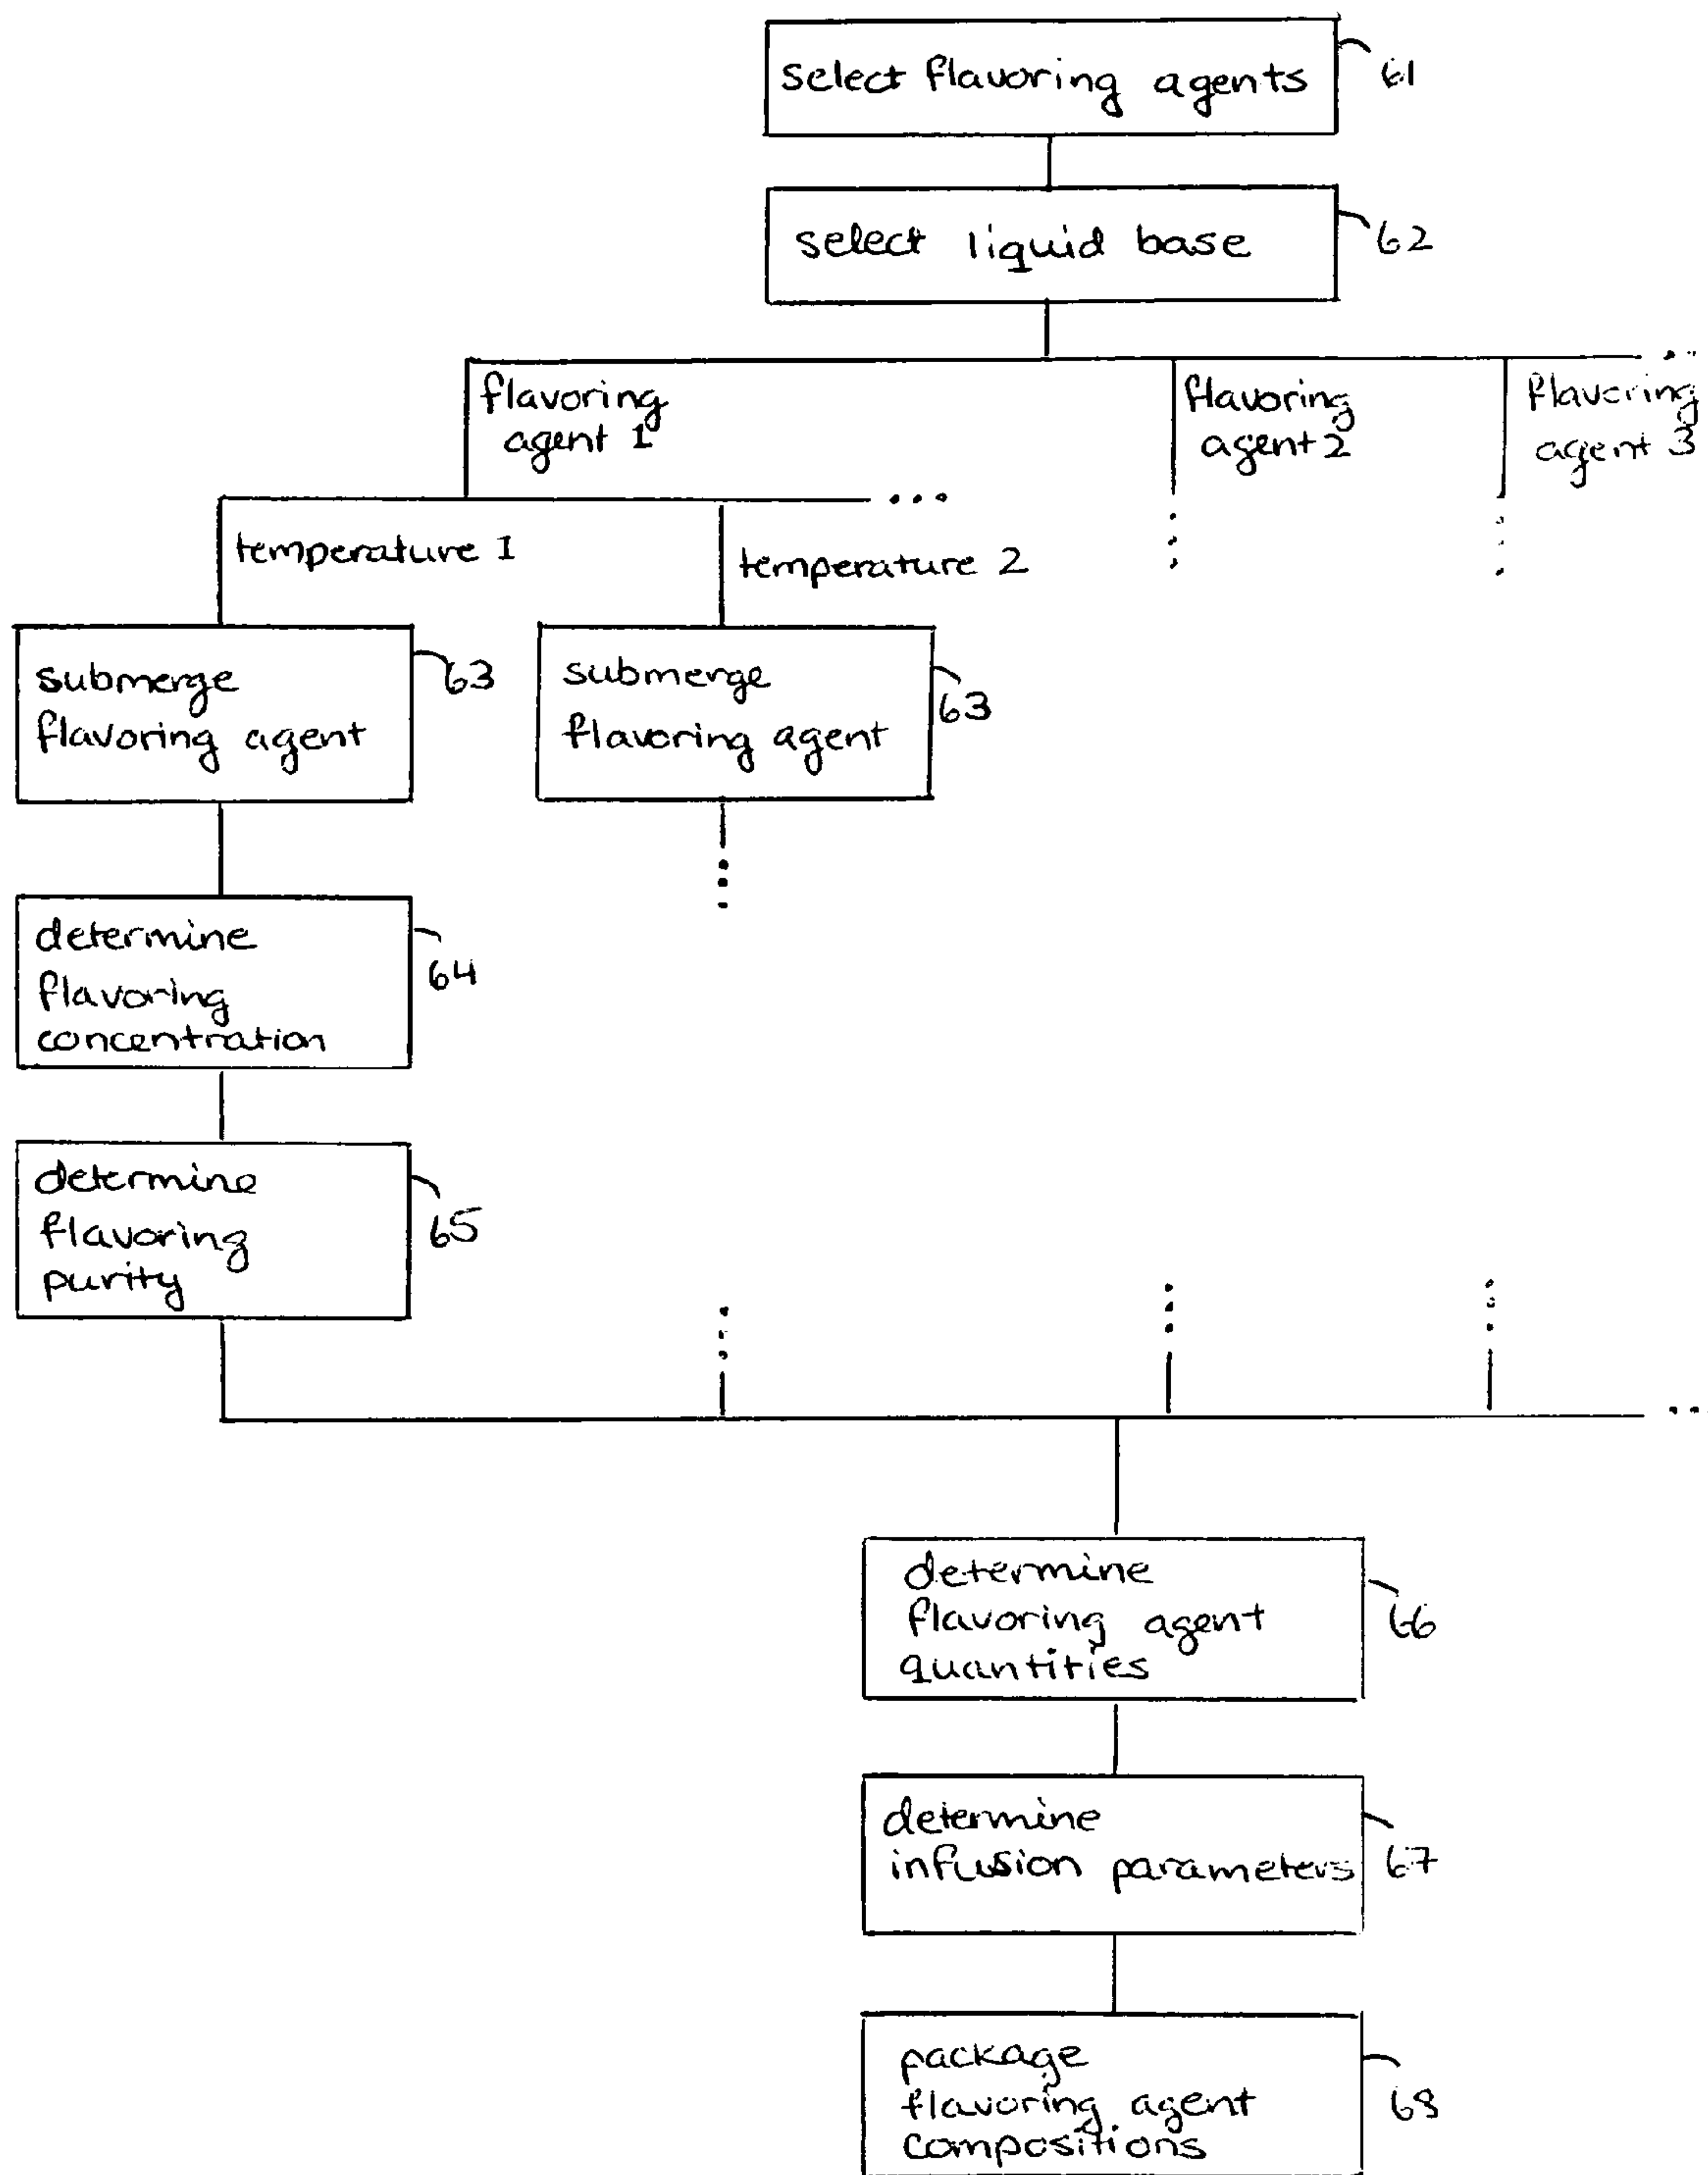 select flavoring agents
61
select liquid base
62
flavoring
agent 1
flavoring
agent 2
flavoring
agent 3
temperature 1
temperature 2
submerge
flavoring agent
63
submerge
flavoring agent
63
determine
flavoring
concentration
64
determine
flavoring
purity
65
determine
flavoring agent
quantities
66
determine
infusion parameters
67
package
flavoring agent
compositions
68